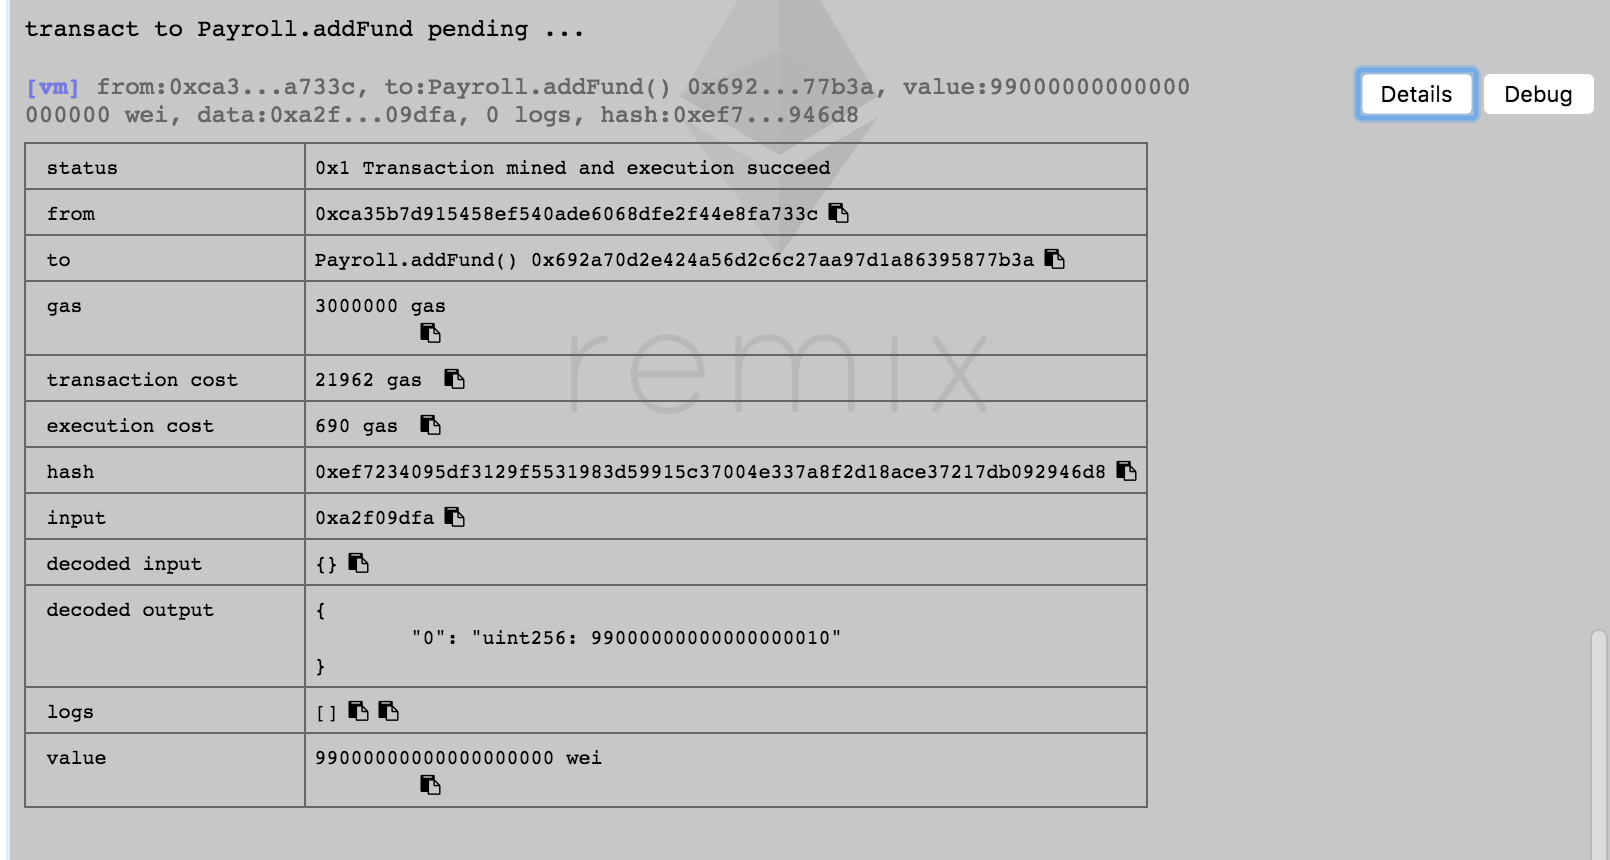 transact to Payroll.addFund pending ...
[vm] from:0xca3...a733c, to:Payroll.addFund() 0x692...77b3a, value:99000000000000
000000 wei, data:0xa2f...09dfa, 0 logs, hash:0xef7...946d8
Details
Debug
status 0x1 Transaction mined and execution succeed
from 0xca35b7d915458ef540ade6068dfe2f44e8fa733c
to Payroll.addFund() 0x692a70d2e424a56d2c6c27aa97d1a86395877b3a
gas 3000000 gas
remix
transaction cost 21962 gas
execution cost 690 gas
hash 0xef7234095df3129f5531983d59915c37004e337a8f2d18ace37217db092946d8
input 0xa2f09dfa
decoded input {}
decoded output {
"0": "uint256: 99000000000000000010"
}
logs []
value 99000000000000000000 wei